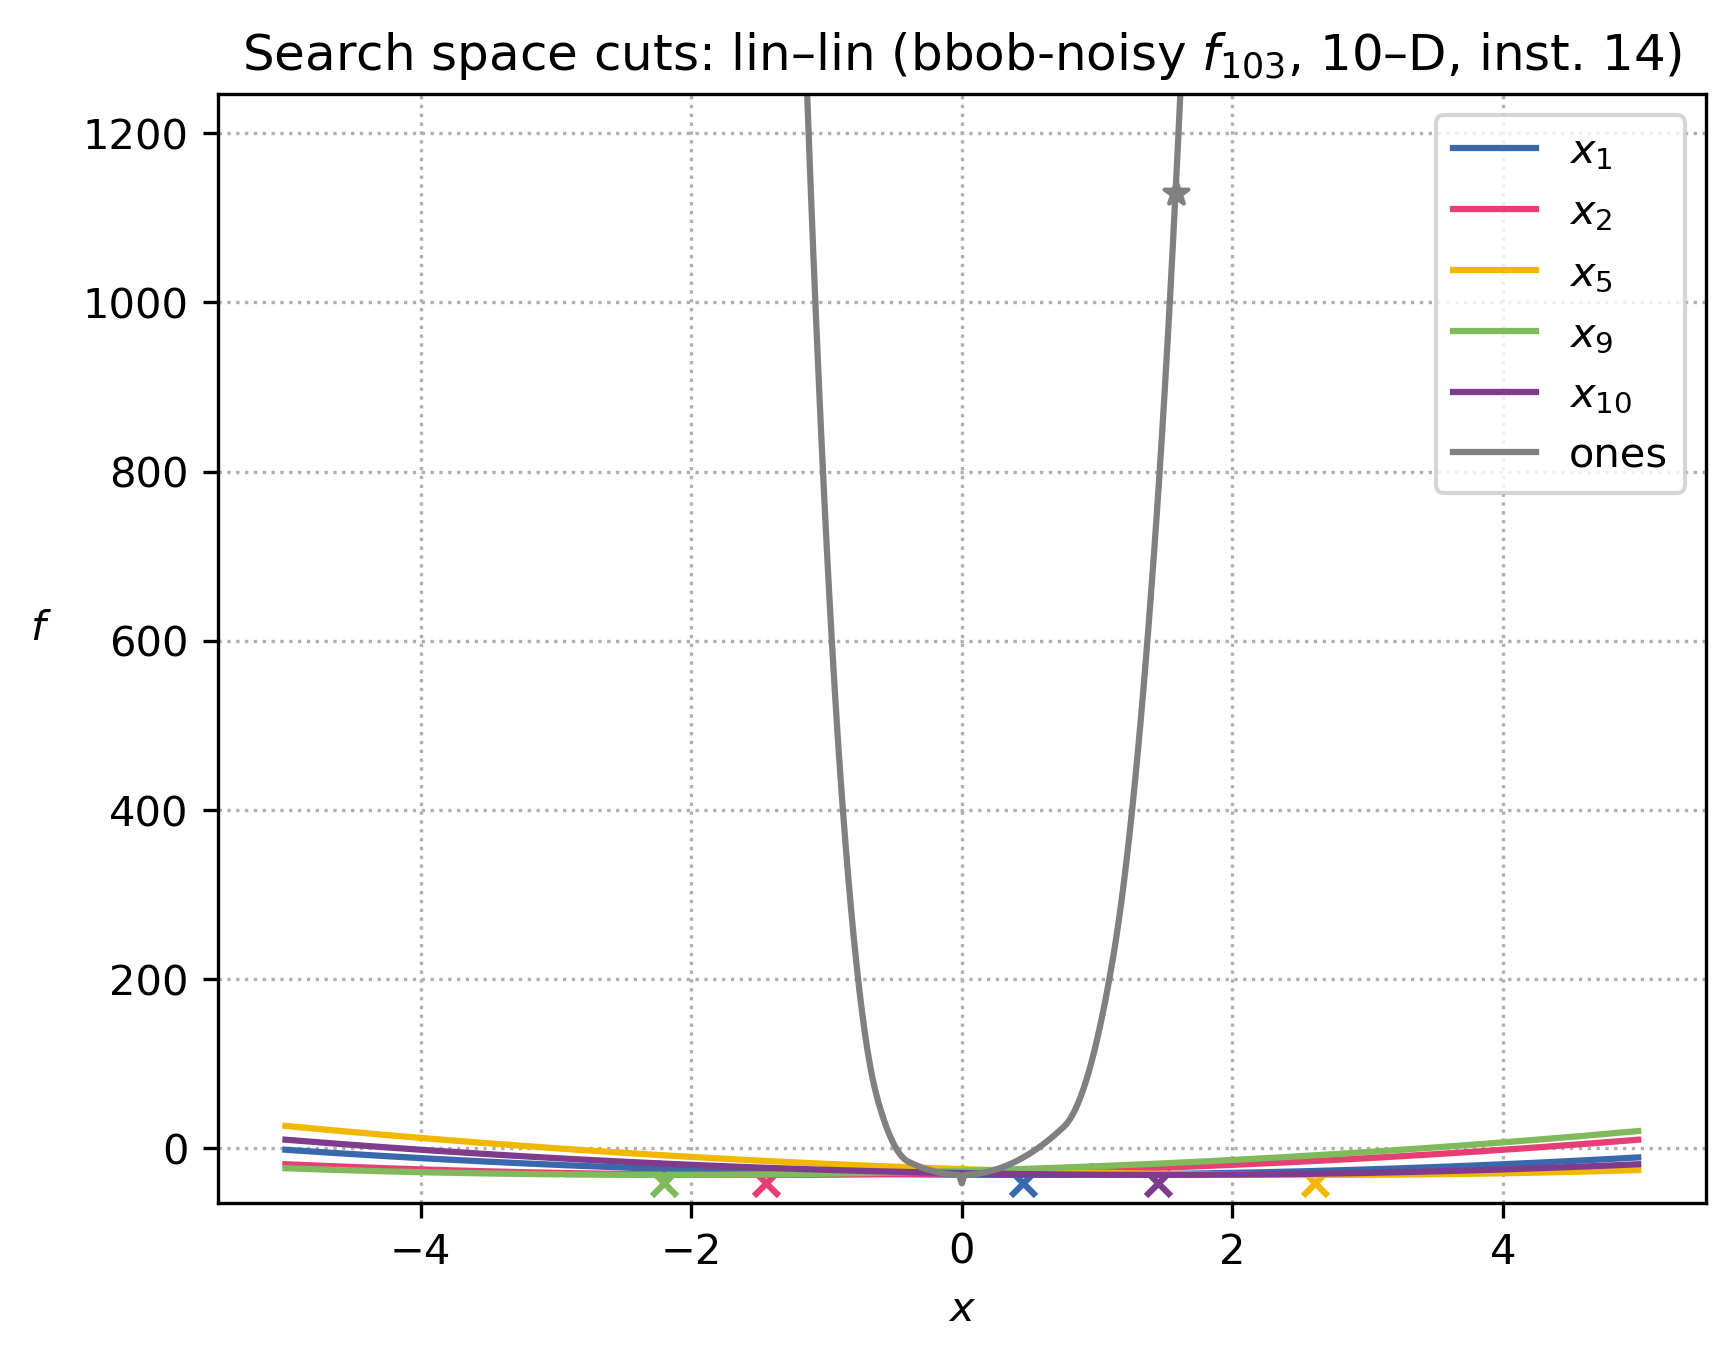 Search space cuts: lin–lin (bbob-noisy f₁₀₃, 10–D, inst. 14)
1200
1000
800
600
400
200
0
f
−4
−2
0
2
4
x
x₁
x₂
x₅
x₉
x₁₀
ones